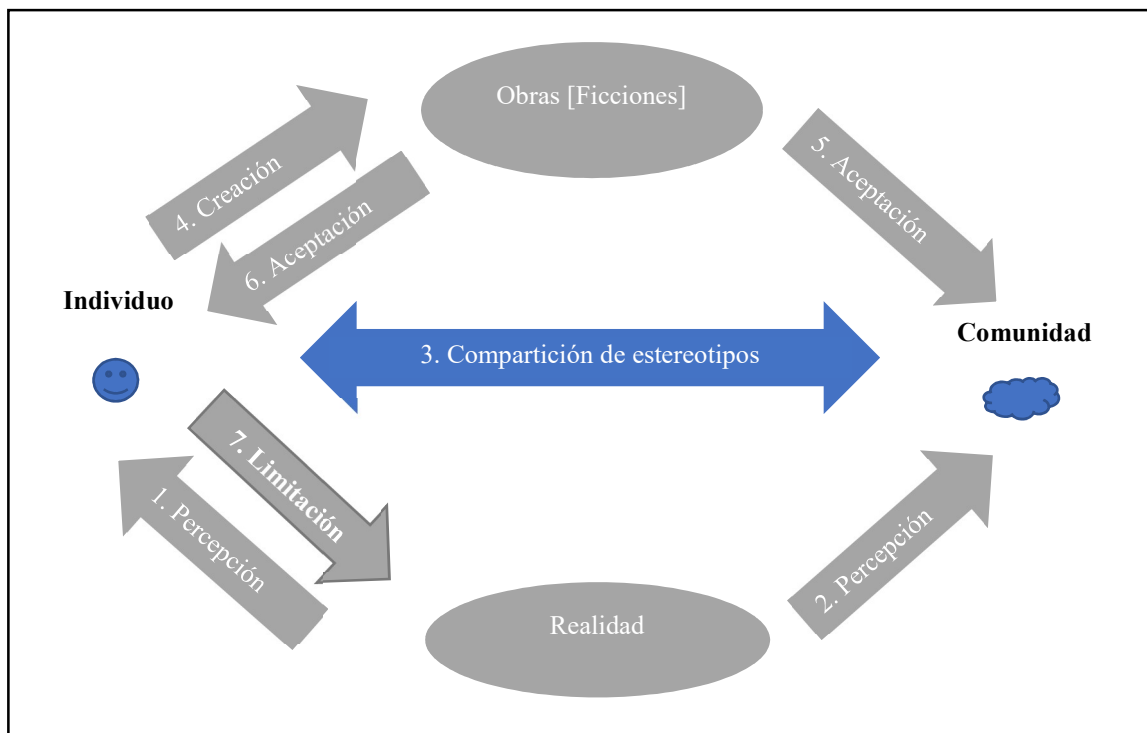 Obras [Ficciones]
4. Creación
6. Aceptación
5. Aceptación
Individuo
Comunidad
3. Compartición de estereotipos
7. Limitación
1. Percepción
2. Percepción
Realidad